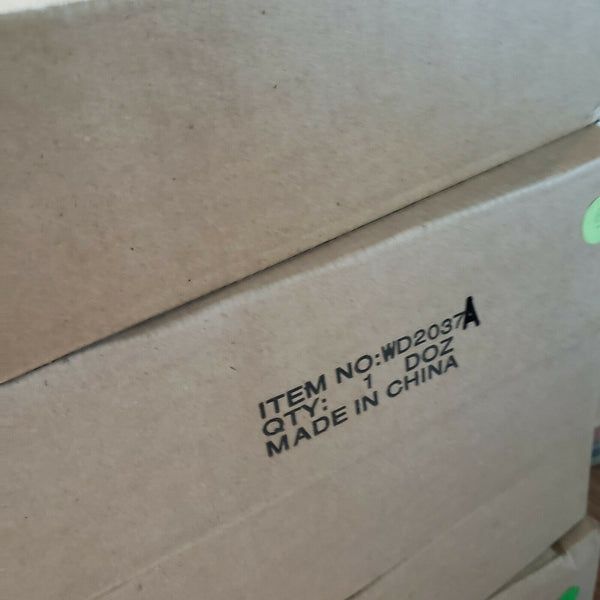 ITEM NO:WD2037A
QTY: 1 DOZ
MADE IN CHINA